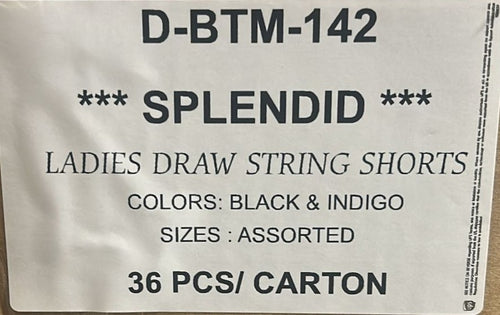 D-BTM-142
*** SPLENDID ***
LADIES DRAW STRING SHORTS
COLORS: BLACK & INDIGO
SIZES : ASSORTED
36 PCS/ CARTON